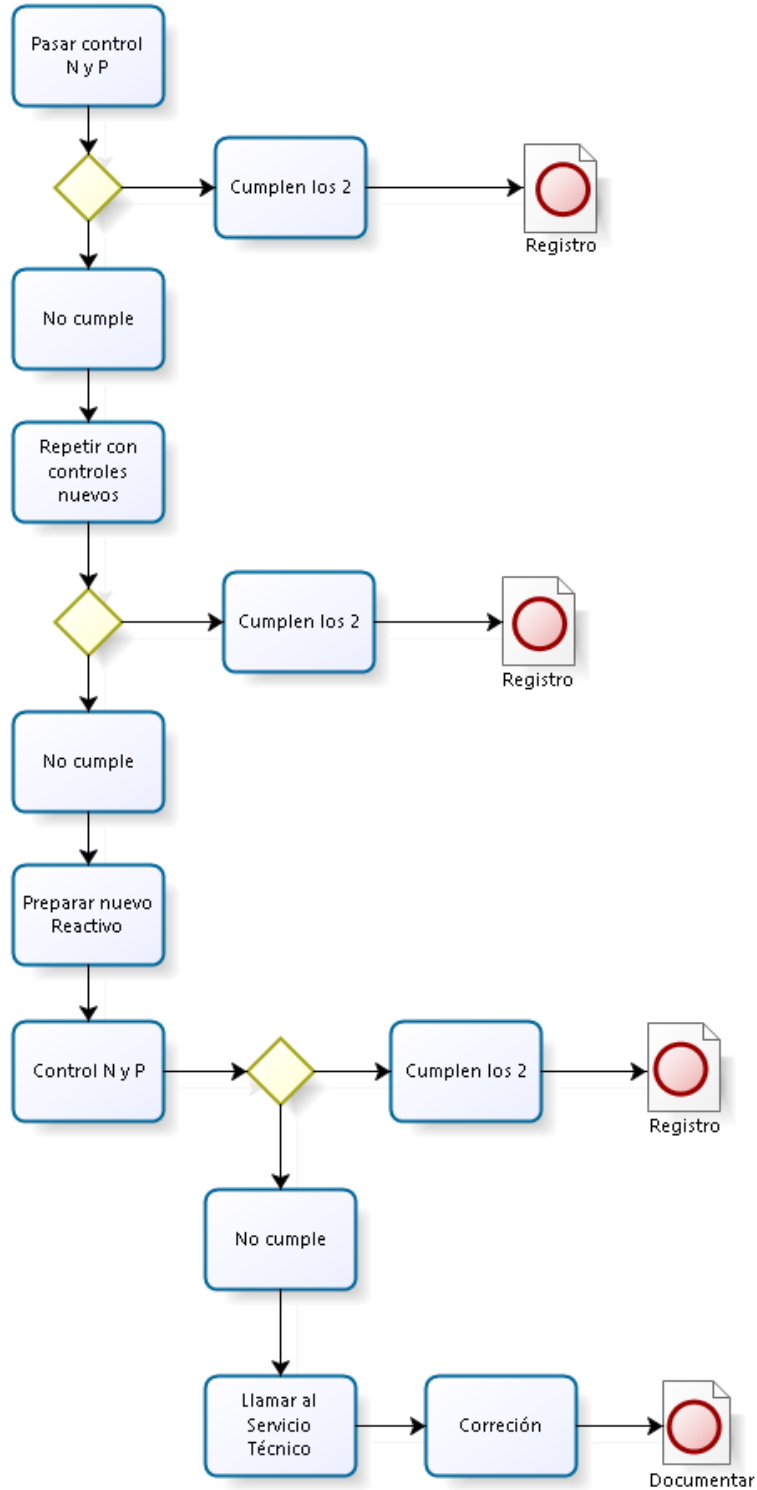 Pasar control
N y P
Cumplen los 2
Registro
No cumple
Repetir con
controles
nuevos
Cumplen los 2
Registro
No cumple
Preparar nuevo
Reactivo
Control N y P
Cumplen los 2
Registro
No cumple
Llamar al
Servicio
Técnico
Correción
Documentar